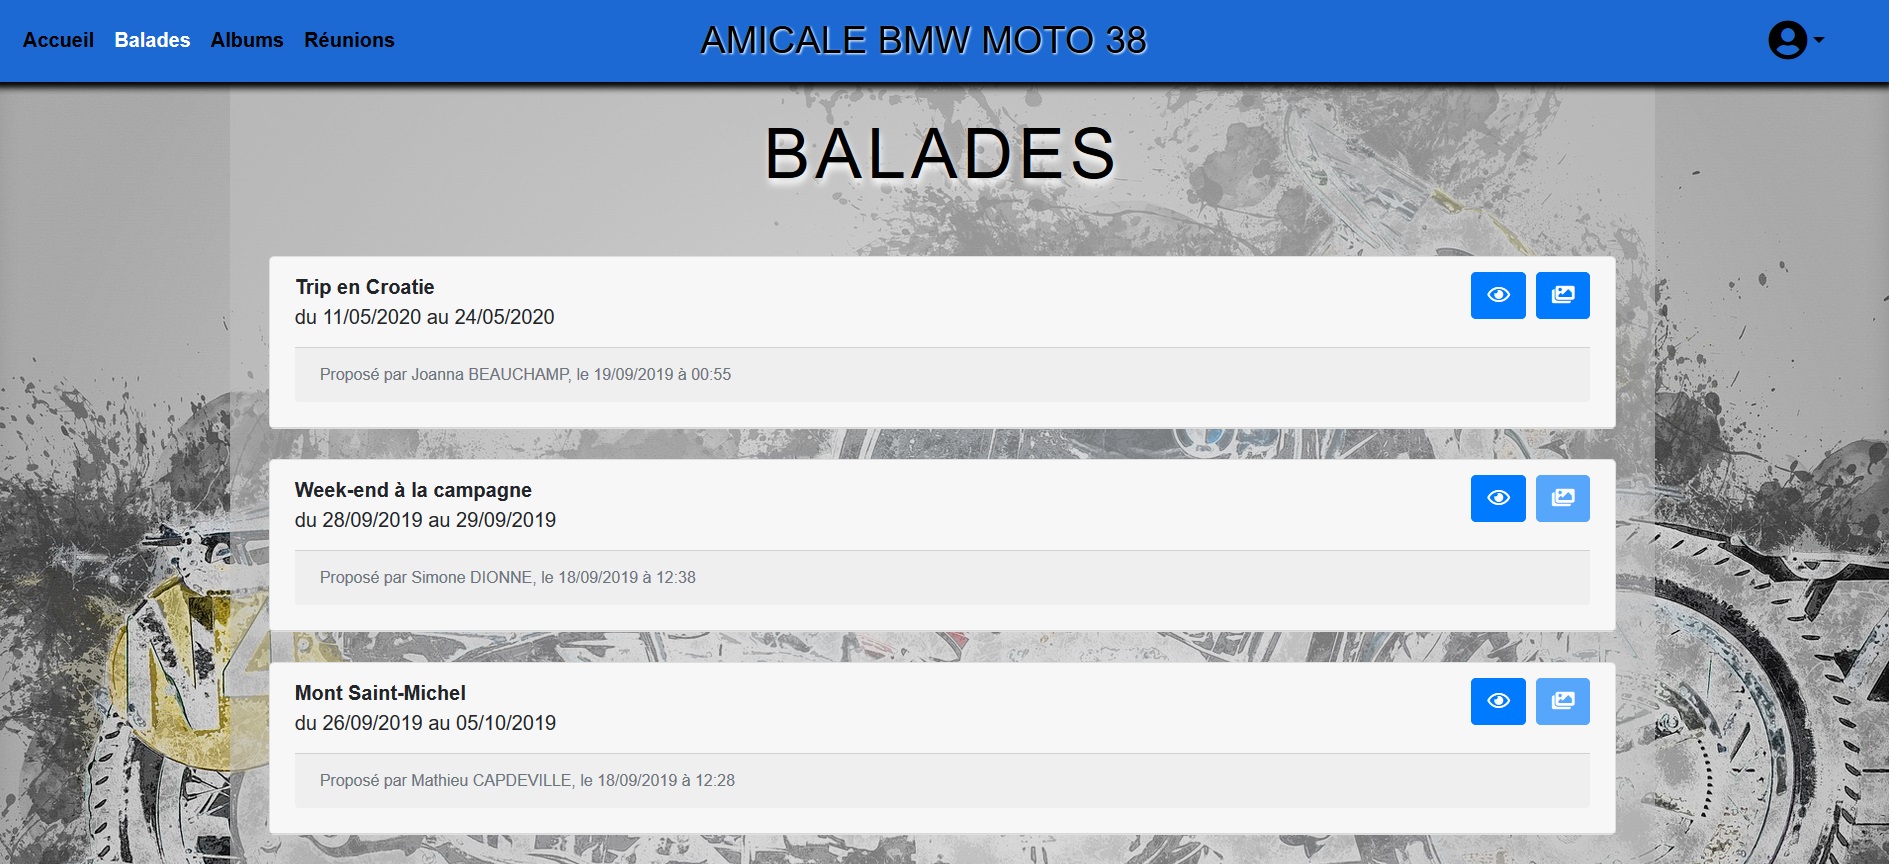 Accueil Balades Albums Réunions
AMICALE BMW MOTO 38
BALADES
Trip en Croatie
du 11/05/2020 au 24/05/2020
Proposé par Joanna BEAUCHAMP, le 19/09/2019 à 00:55
Week-end à la campagne
du 28/09/2019 au 29/09/2019
Proposé par Simone DIONNE, le 18/09/2019 à 12:38
Mont Saint-Michel
du 26/09/2019 au 05/10/2019
Proposé par Mathieu CAPDEVILLE, le 18/09/2019 à 12:28